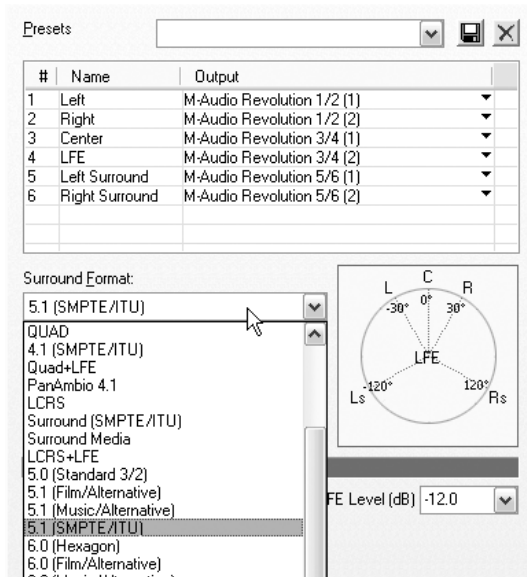 Presets
# Name Output
1 Left M-Audio Revolution 1/2 (1)
2 Right M-Audio Revolution 1/2 (2)
3 Center M-Audio Revolution 3/4 (1)
4 LFE M-Audio Revolution 3/4 (2)
5 Left Surround M-Audio Revolution 5/6 (1)
6 Right Surround M-Audio Revolution 5/6 (2)
Surround Format:
5.1 (SMPTE/ITU)
QUAD
4.1 (SMPTE/ITU)
Quad+LFE
PanAmbio 4.1
LCRS
Surround (SMPTE/ITU)
Surround Media
LCRS+LFE
5.0 (Standard 3/2)
5.1 (Film/Alternative)
5.1 (Music/Alternative)
5.1 (SMPTE/ITU)
6.0 (Hexagon)
6.0 (Film/Alternative)
L C R
-30° 0° 30°
LFE
-120° 120°
Ls Rs
FE Level (dB) -12.0